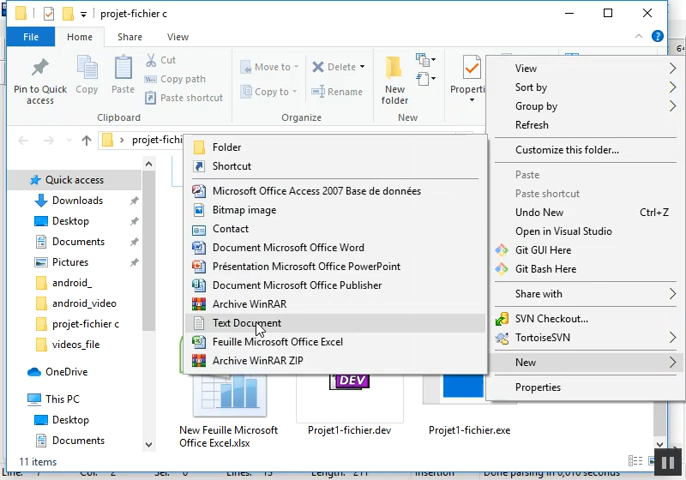 projet-fichier c
File
Home
Share
View
Pin to Quick
access
Copy
Paste
Cut
Copy path
Paste shortcut
Clipboard
Move to
Copy to
Delete
Rename
Organize
New
folder
New
Properti
projet-fichi
Quick access
Downloads
Desktop
Documents
Pictures
android_
android_video
projet-fichier c
videos_file
OneDrive
This PC
Desktop
Documents
Folder
Shortcut
Microsoft Office Access 2007 Base de données
Bitmap image
Contact
Document Microsoft Office Word
Présentation Microsoft Office PowerPoint
Document Microsoft Office Publisher
Archive WinRAR
Text Document
Feuille Microsoft Office Excel
Archive WinRAR ZIP
View
Sort by
Group by
Refresh
Customize this folder...
Paste
Paste shortcut
Undo New Ctrl+Z
Open in Visual Studio
Git GUI Here
Git Bash Here
Share with
SVN Checkout...
TortoiseSVN
New
Properties
DEV
New Feuille Microsoft
Office Excel.xlsx
Projet1-fichier.dev
Projet1-fichier.exe
11 items